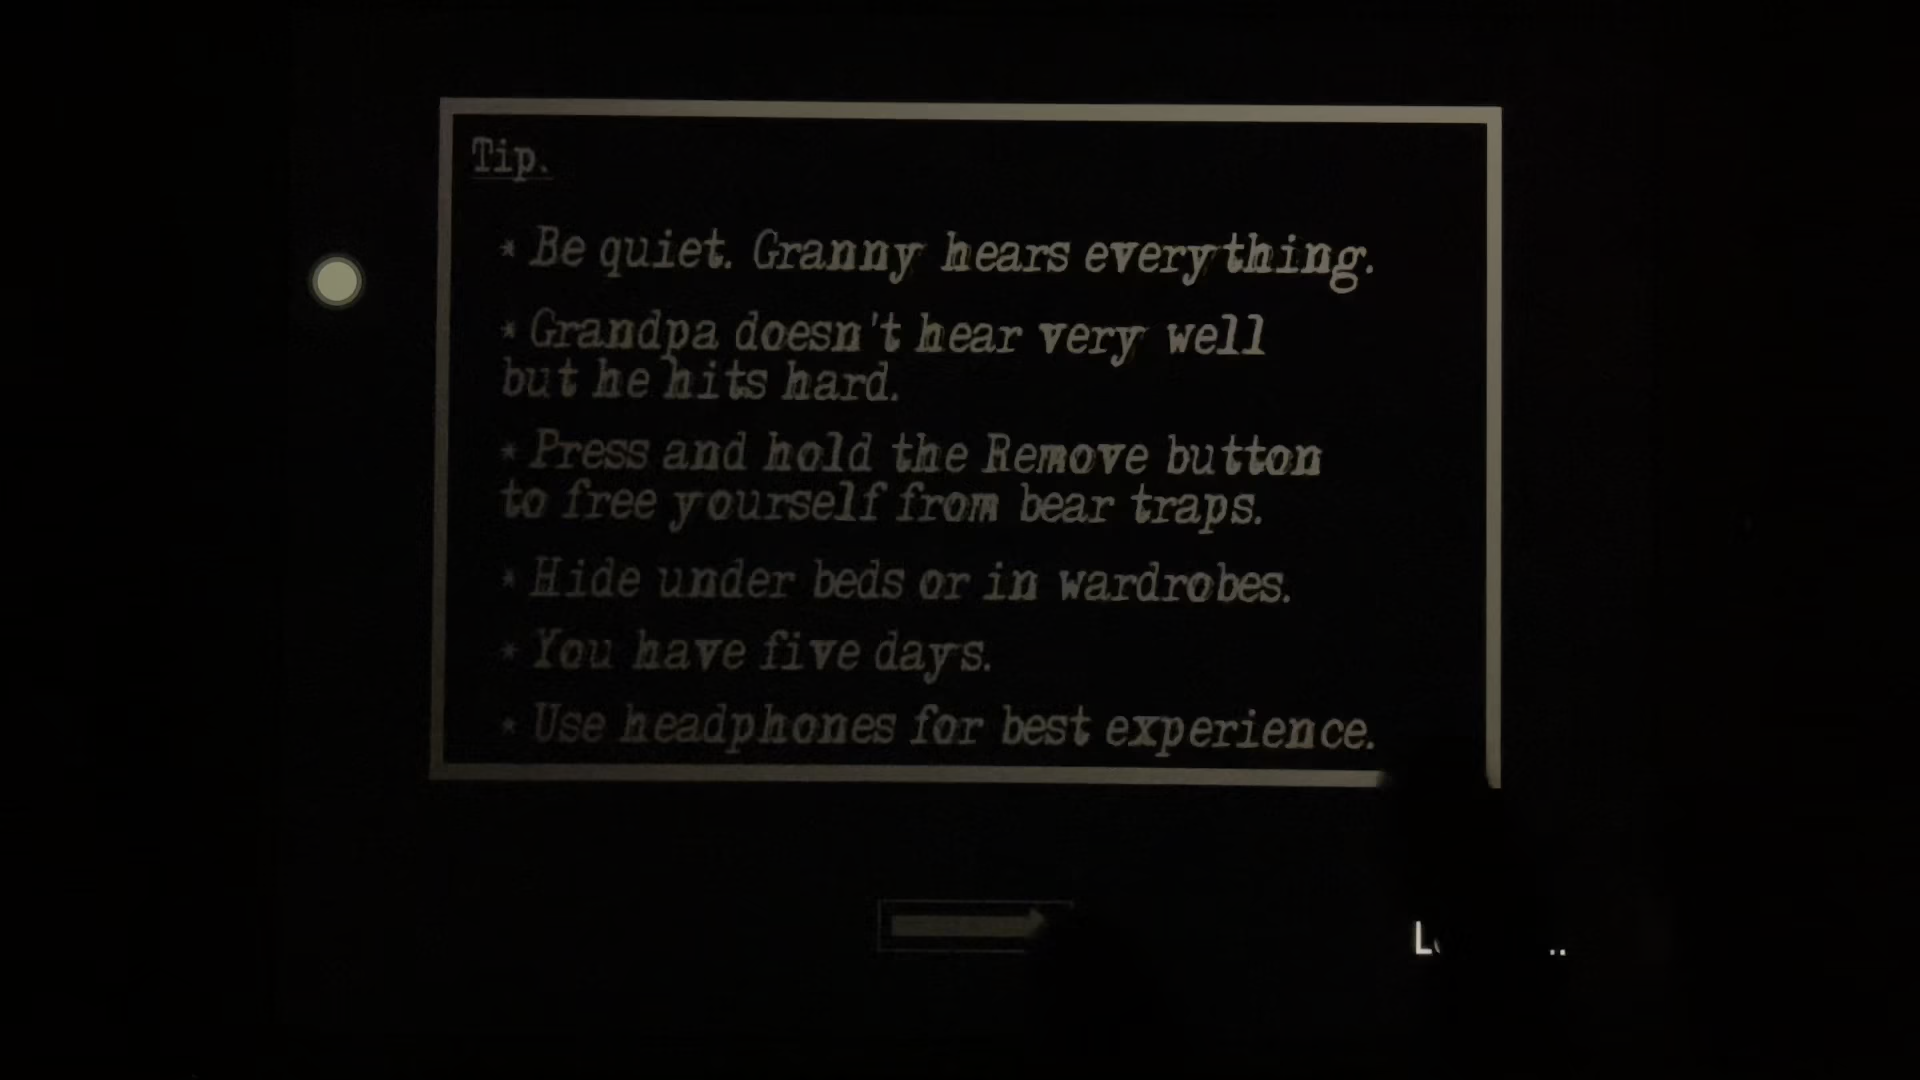 Tip.
* Be quiet. Granny hears everything.
* Grandpa doesn't hear very well
but he hits hard.
* Press and hold the Remove button
to free yourself from bear traps.
* Hide under beds or in wardrobes.
* You have five days.
* Use headphones for best experience.